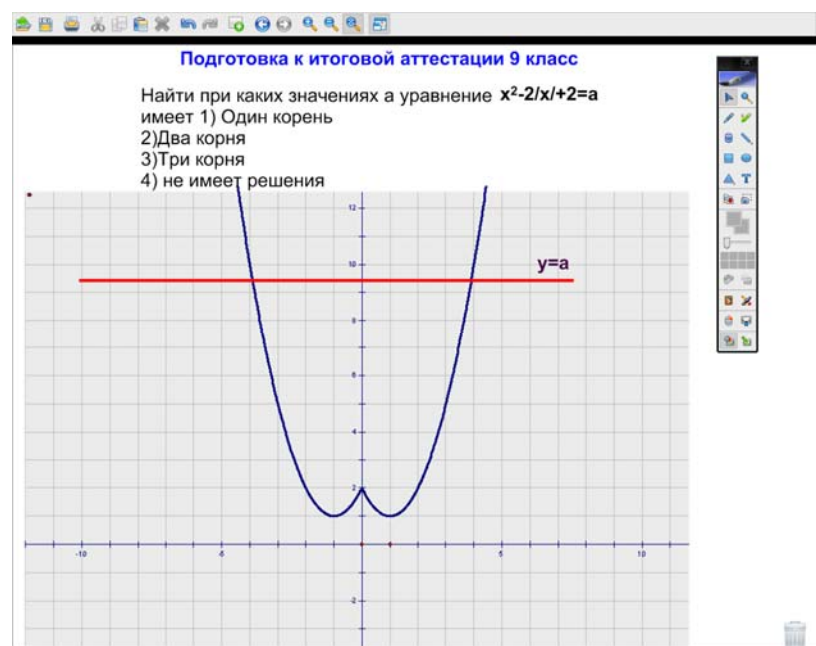 Подготовка к итоговой аттестации 9 класс
Найти при каких значениях а уравнение x²-2/x/+2=a
имеет 1) Один корень
2)Два корня
3)Три корня
4) не имеет решения
12
10
y=a
8
6
4
2
-10
-5
5
10
-2